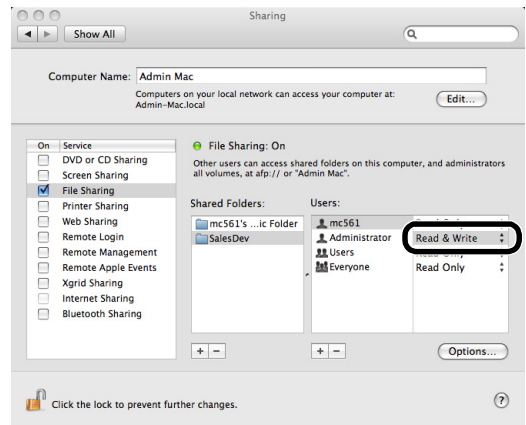 Sharing
Show All
Computer Name: Admin Mac
Computers on your local network can access your computer at:
Admin-Mac.local
Edit...
On Service
DVD or CD Sharing
Screen Sharing
File Sharing
Printer Sharing
Web Sharing
Remote Login
Remote Management
Remote Apple Events
Xgrid Sharing
Internet Sharing
Bluetooth Sharing
File Sharing: On
Other users can access shared folders on this computer, and administrators
all volumes, at afp:// or "Admin Mac".
Shared Folders:
mc561's ...ic Folder
SalesDev
Users:
mc561
Administrator Read & Write
Users
Everyone Read Only
+ −
+ −
Options...
Click the lock to prevent further changes.
?